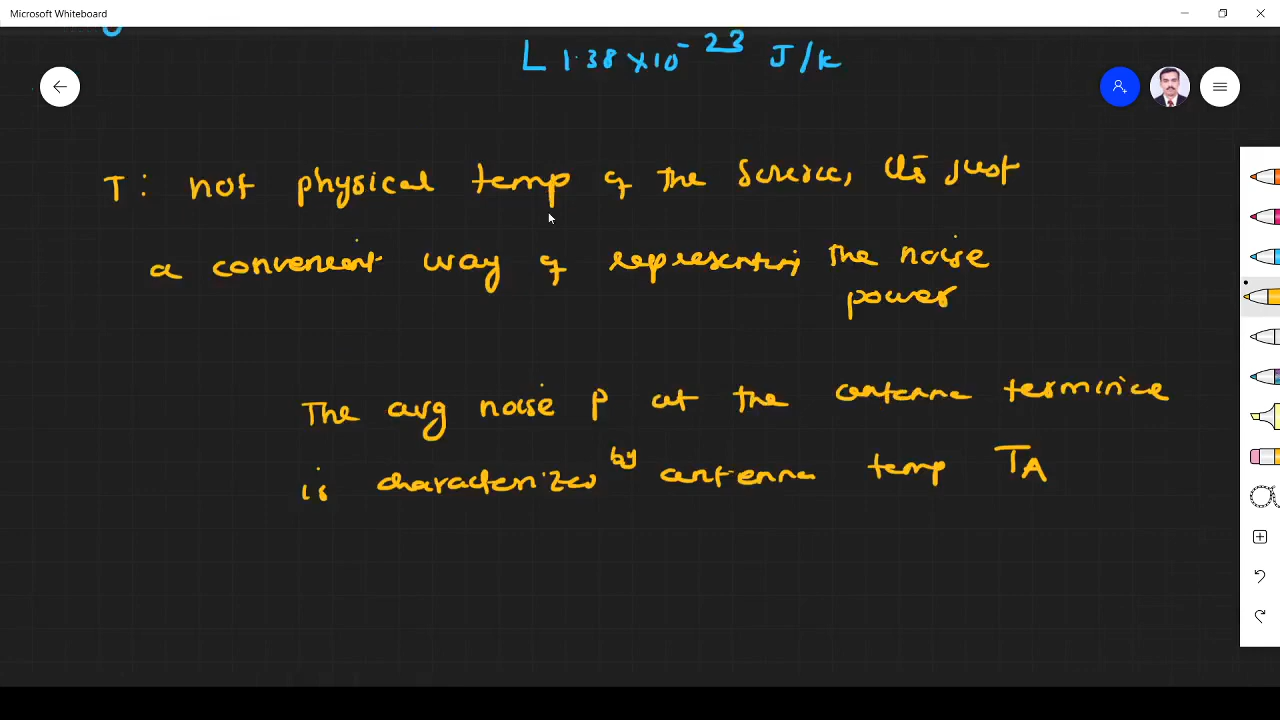 Microsoft Whiteboard
1.38 x 10^-23 J/k
T: not physical temp of the source, its just
a convenient way of representing the noise
power
The avg noise P at the antenna terminal
is characterized by antenna temp TA